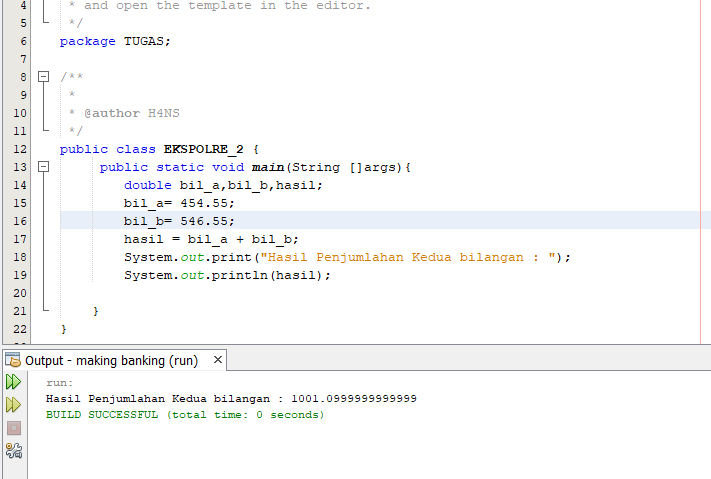 4 * and open the template in the editor.
5 */
6 package TUGAS;
7
8 /**
9 *
10 * @author H4NS
11 */
12 public class EKSPOLRE_2 {
13 public static void main(String []args){
14 double bil_a,bil_b,hasil;
15 bil_a= 454.55;
16 bil_b= 546.55;
17 hasil = bil_a + bil_b;
18 System.out.print("Hasil Penjumlahan Kedua bilangan : ");
19 System.out.println(hasil);
20
21 }
22 }
Output - making banking (run) ×
run:
Hasil Penjumlahan Kedua bilangan : 1001.0999999999999
BUILD SUCCESSFUL (total time: 0 seconds)